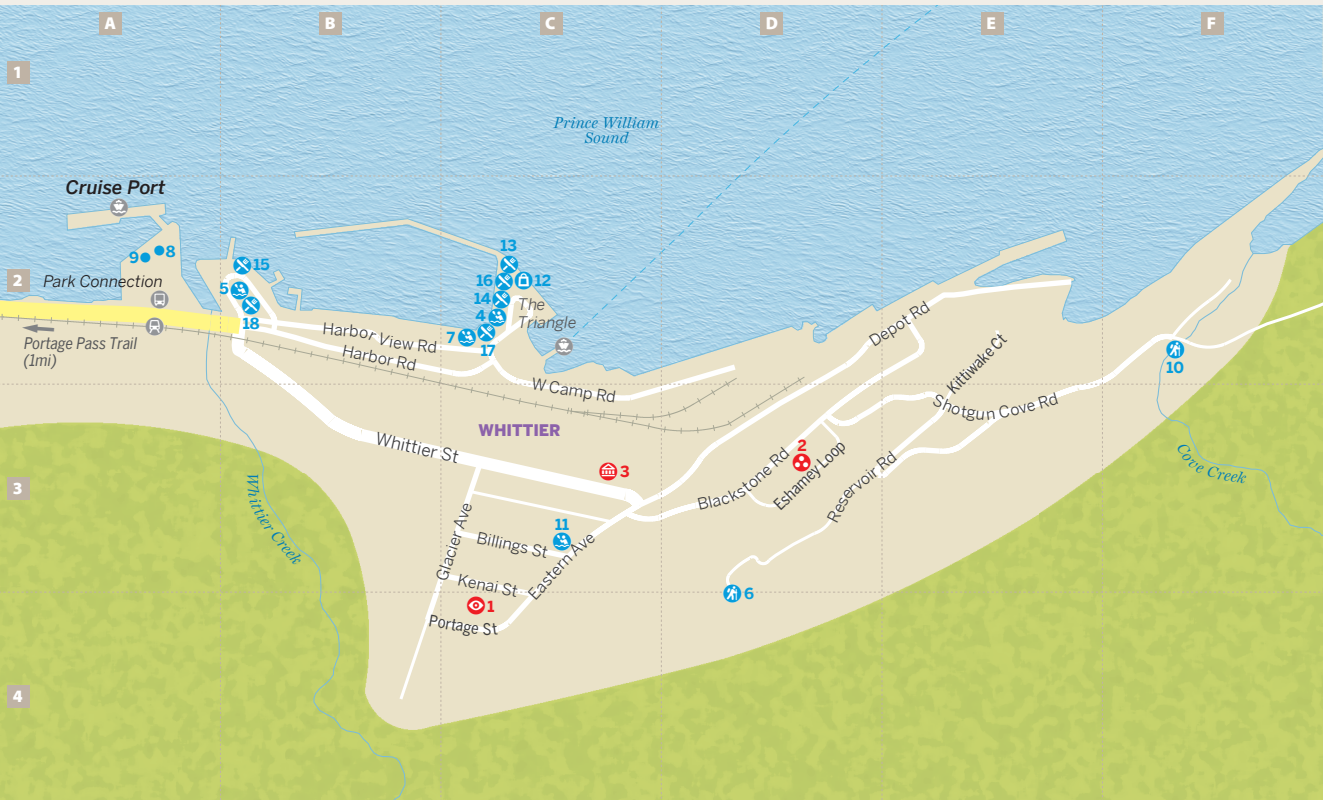 A
B
C
D
E
F
1
Prince William
Sound
Cruise Port
9
8
2
Park Connection
15
5
18
13
16
12
14
4
The
Triangle
7
17
Portage Pass Trail
(1mi)
Harbor View Rd
Harbor Rd
W Camp Rd
Depot Rd
Kittiwake Ct
10
Shotgun Cove Rd
WHITTIER
Whittier St
3
2
Blackstone Rd
Eshamey Loop
Reservoir Rd
Cove Creek
3
Whittier Creek
Glacier Ave
11
Billings St
Eastern Ave
Kenai St
6
1
Portage St
4